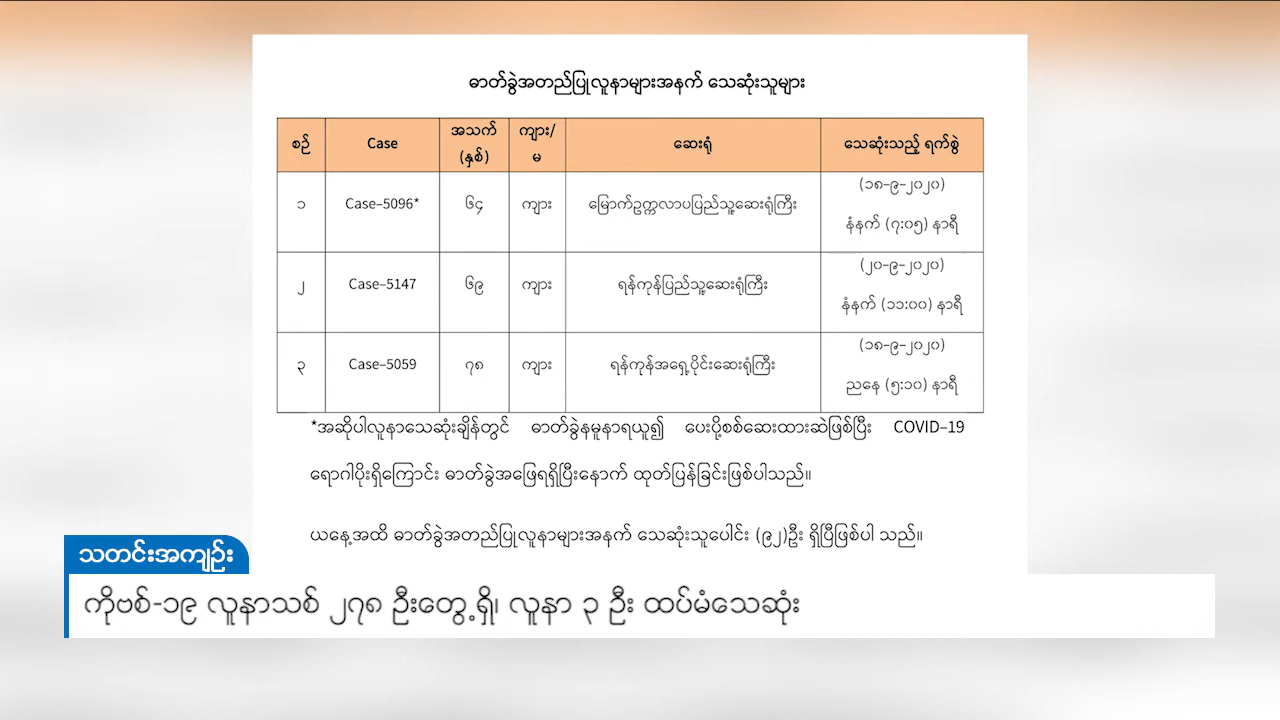 ဓာတ်ခွဲအတည်ပြုလူနာများအနက် သေဆုံးသူများ
စဉ် Case အသက် (နှစ်) ကျား/မ ဆေးရုံ သေဆုံးသည့် ရက်စွဲ
၁ Case–5096* ၆၄ ကျား မြောက်ဥက္ကလာပပြည်သူ့ဆေးရုံကြီး (၁၈–၉–၂၀၂၀) နံနက် (၇:၀၅) နာရီ
၂ Case–5147 ၆၉ ကျား ရန်ကုန်ပြည်သူ့ဆေးရုံကြီး (၂၀–၉–၂၀၂၀) နံနက် (၁၁:၀၀) နာရီ
၃ Case–5059 ၇၈ ကျား ရန်ကုန်အရှေ့ပိုင်းဆေးရုံကြီး (၁၈–၉–၂၀၂၀) ညနေ (၅:၁၀) နာရီ
*အဆိုပါလူနာသေဆုံးချိန်တွင် ဓာတ်ခွဲနမူနာရယူ၍ ပေးပို့စစ်ဆေးထားဆဲဖြစ်ပြီး COVID–19
ရောဂါပိုးရှိကြောင်း ဓာတ်ခွဲအဖြေရရှိပြီးနောက် ထုတ်ပြန်ခြင်းဖြစ်ပါသည်။
ယနေ့အထိ ဓာတ်ခွဲအတည်ပြုလူနာများအနက် သေဆုံးသူပေါင်း (၉၂)ဦး ရှိပြီဖြစ်ပါ သည်။
သတင်းအကျဉ်း
ကိုဗစ်-၁၉ လူနာသစ် ၂၇၈ ဦးတွေ့ရှိ၊ လူနာ ၃ ဦး ထပ်မံသေဆုံး